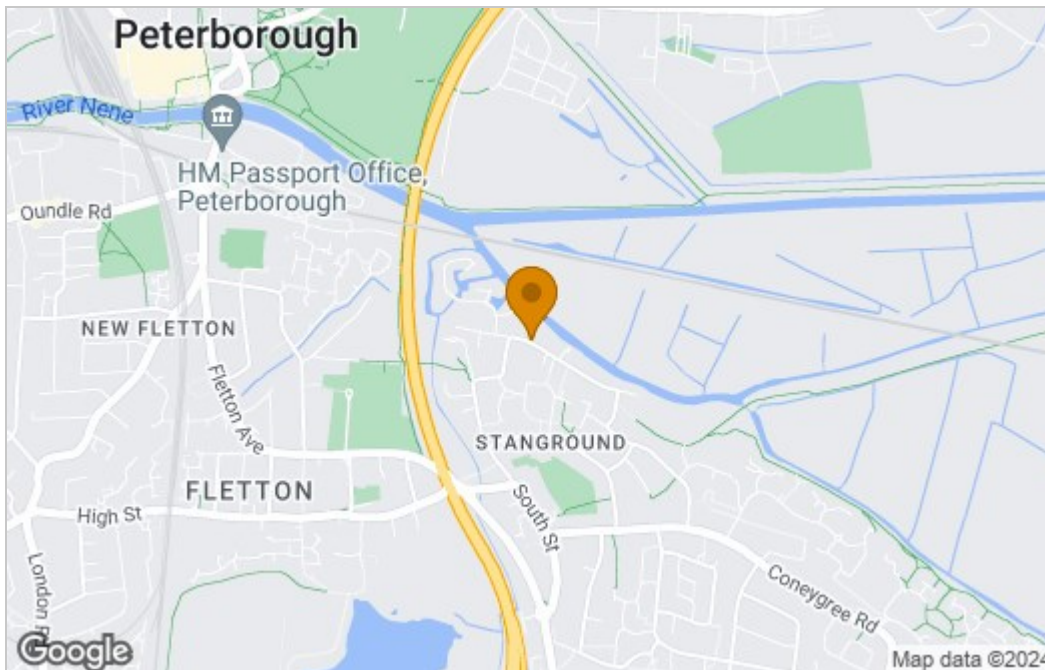 Peterborough
River Nene
HM Passport Office,
Peterborough
Oundle Rd
NEW FLETTON
Fletton Ave
STANGROUND
FLETTON
South St
High St
Coneygree Rd
London Rd
Google
Map data ©2024